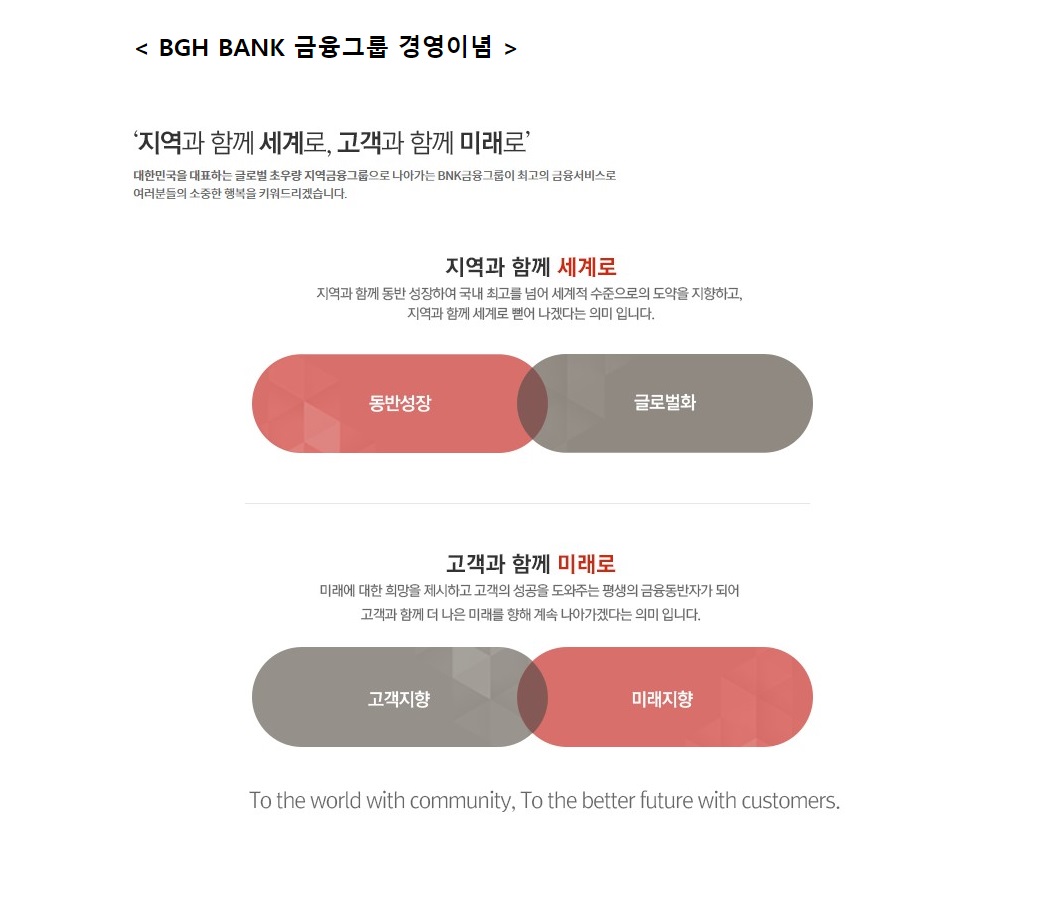 < BGH BANK 금융그룹 경영이념 >
‘지역과 함께 세계로, 고객과 함께 미래로’
대한민국을 대표하는 글로벌 초우량 지역금융그룹으로 나아가는 BNK금융그룹이 최고의 금융서비스로
여러분들의 소중한 행복을 키워드리겠습니다.
지역과 함께 세계로
지역과 함께 동반 성장하여 국내 최고를 넘어 세계적 수준으로의 도약을 지향하고,
지역과 함께 세계로 뻗어 나겠다는 의미 입니다.
동반성장 글로벌화
고객과 함께 미래로
미래에 대한 희망을 제시하고 고객의 성공을 도와주는 평생의 금융동반자가 되어
고객과 함께 더 나은 미래를 향해 계속 나아가겠다는 의미 입니다.
고객지향 미래지향
To the world with community, To the better future with customers.